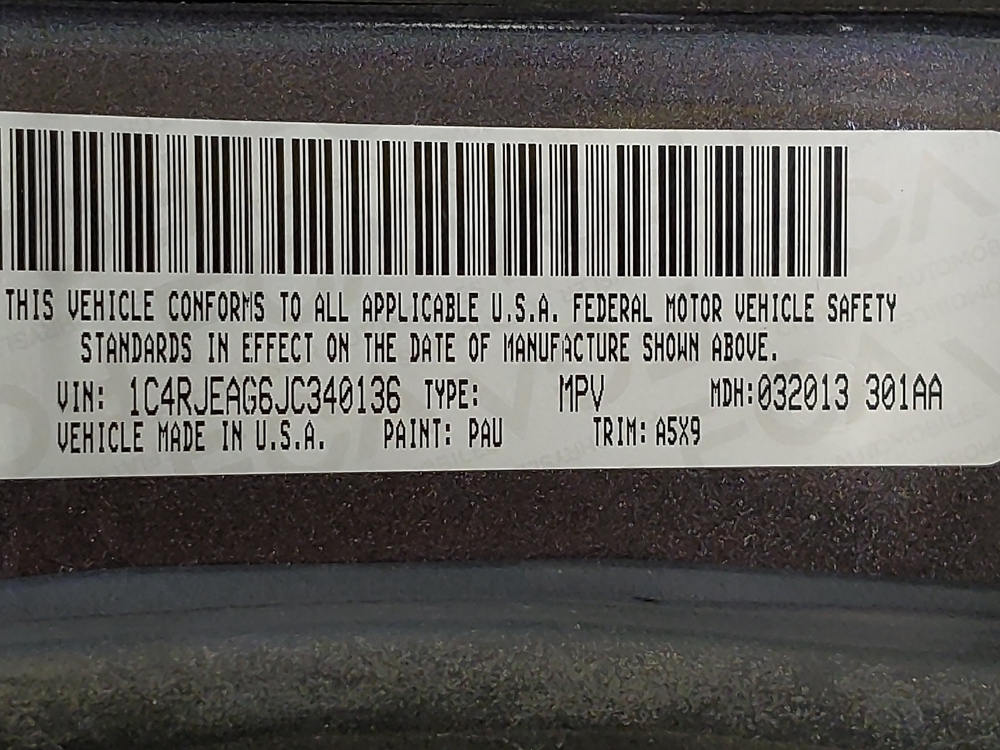 THIS VEHICLE CONFORMS TO ALL APPLICABLE U.S.A. FEDERAL MOTOR VEHICLE SAFETY
STANDARDS IN EFFECT ON THE DATE OF MANUFACTURE SHOWN ABOVE.
VIN: 1C4RJEAG6JC340136 TYPE: MPV MDH:032013 301AA
VEHICLE MADE IN U.S.A. PAINT: PAU TRIM: A5X9